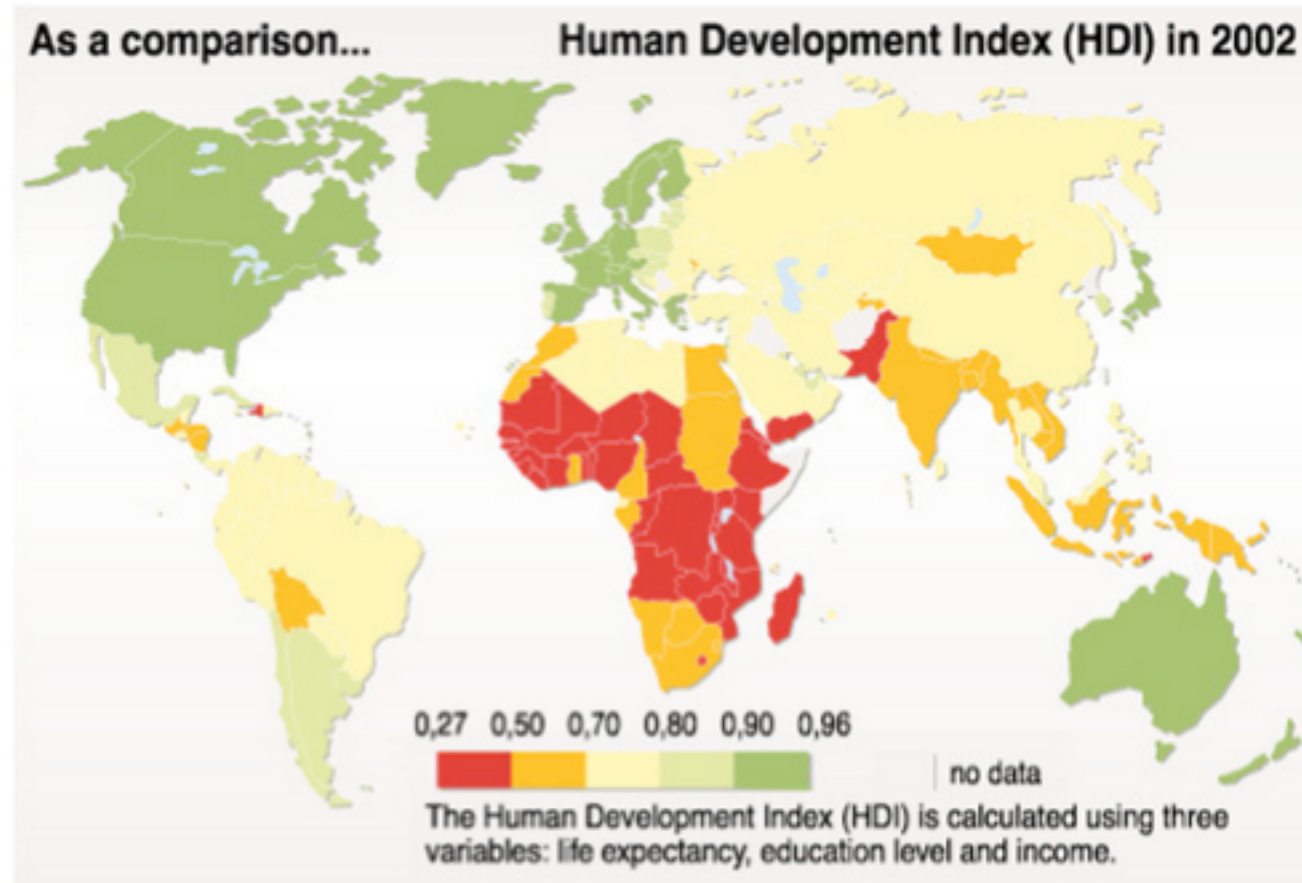 As a comparison...
Human Development Index (HDI) in 2002
0,27 0,50 0,70 0,80 0,90 0,96
no data
The Human Development Index (HDI) is calculated using three
variables: life expectancy, education level and income.